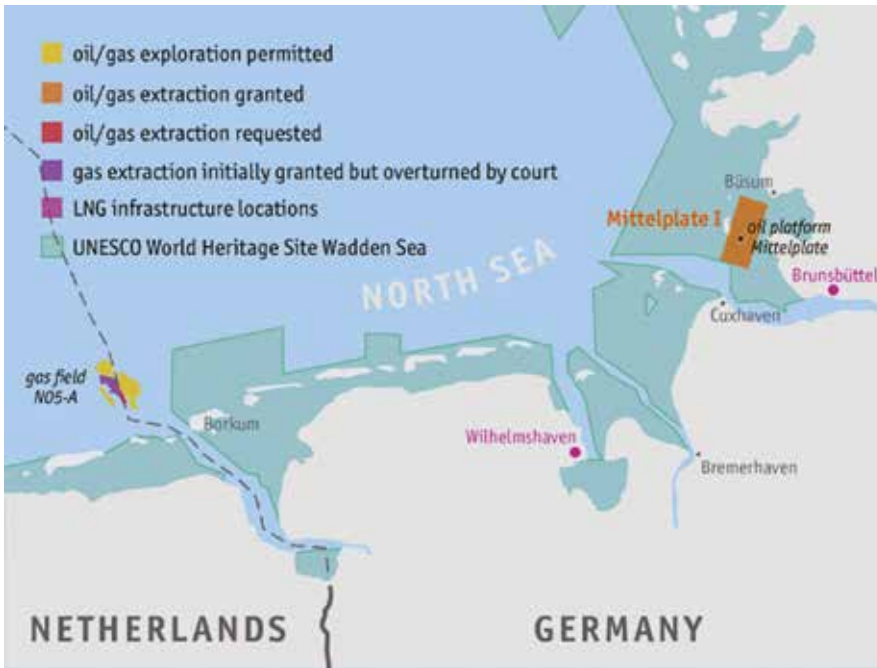 oil/gas exploration permitted
oil/gas extraction granted
oil/gas extraction requested
gas extraction initially granted but overturned by court
LNG infrastructure locations
UNESCO World Heritage Site Wadden Sea
Büsum
Mittelplate I
oil platform
Mittelplate
Brunsbüttel
NORTH SEA
Cuxhaven
gas field
N05-A
Borkum
Wilhelmshaven
Bremerhaven
NETHERLANDS
GERMANY